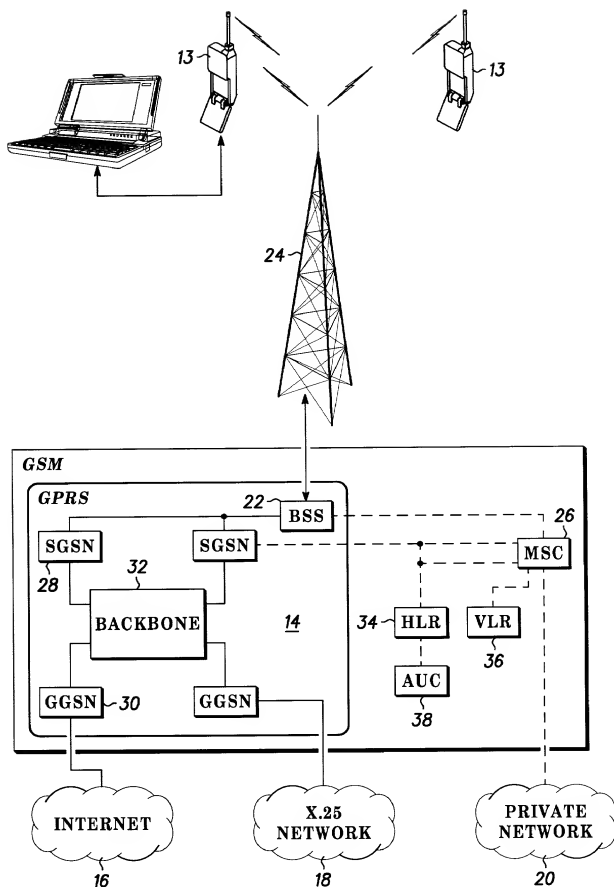 13
13
24
GSM
GPRS
22
BSS
26
SGSN
SGSN
MSC
28
32
BACKBONE
14
34
HLR
VLR
36
AUC
38
GGSN
30
GGSN
INTERNET
X.25
NETWORK
PRIVATE
NETWORK
16
18
20